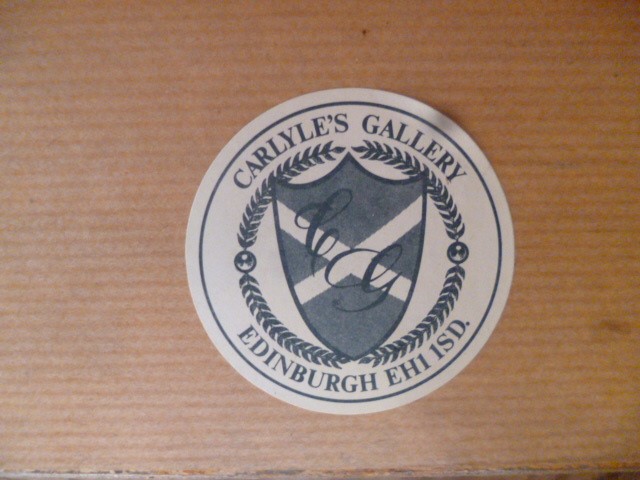 CARLYLE'S GALLERY
CG
EDINBURGH EH1 1SD.